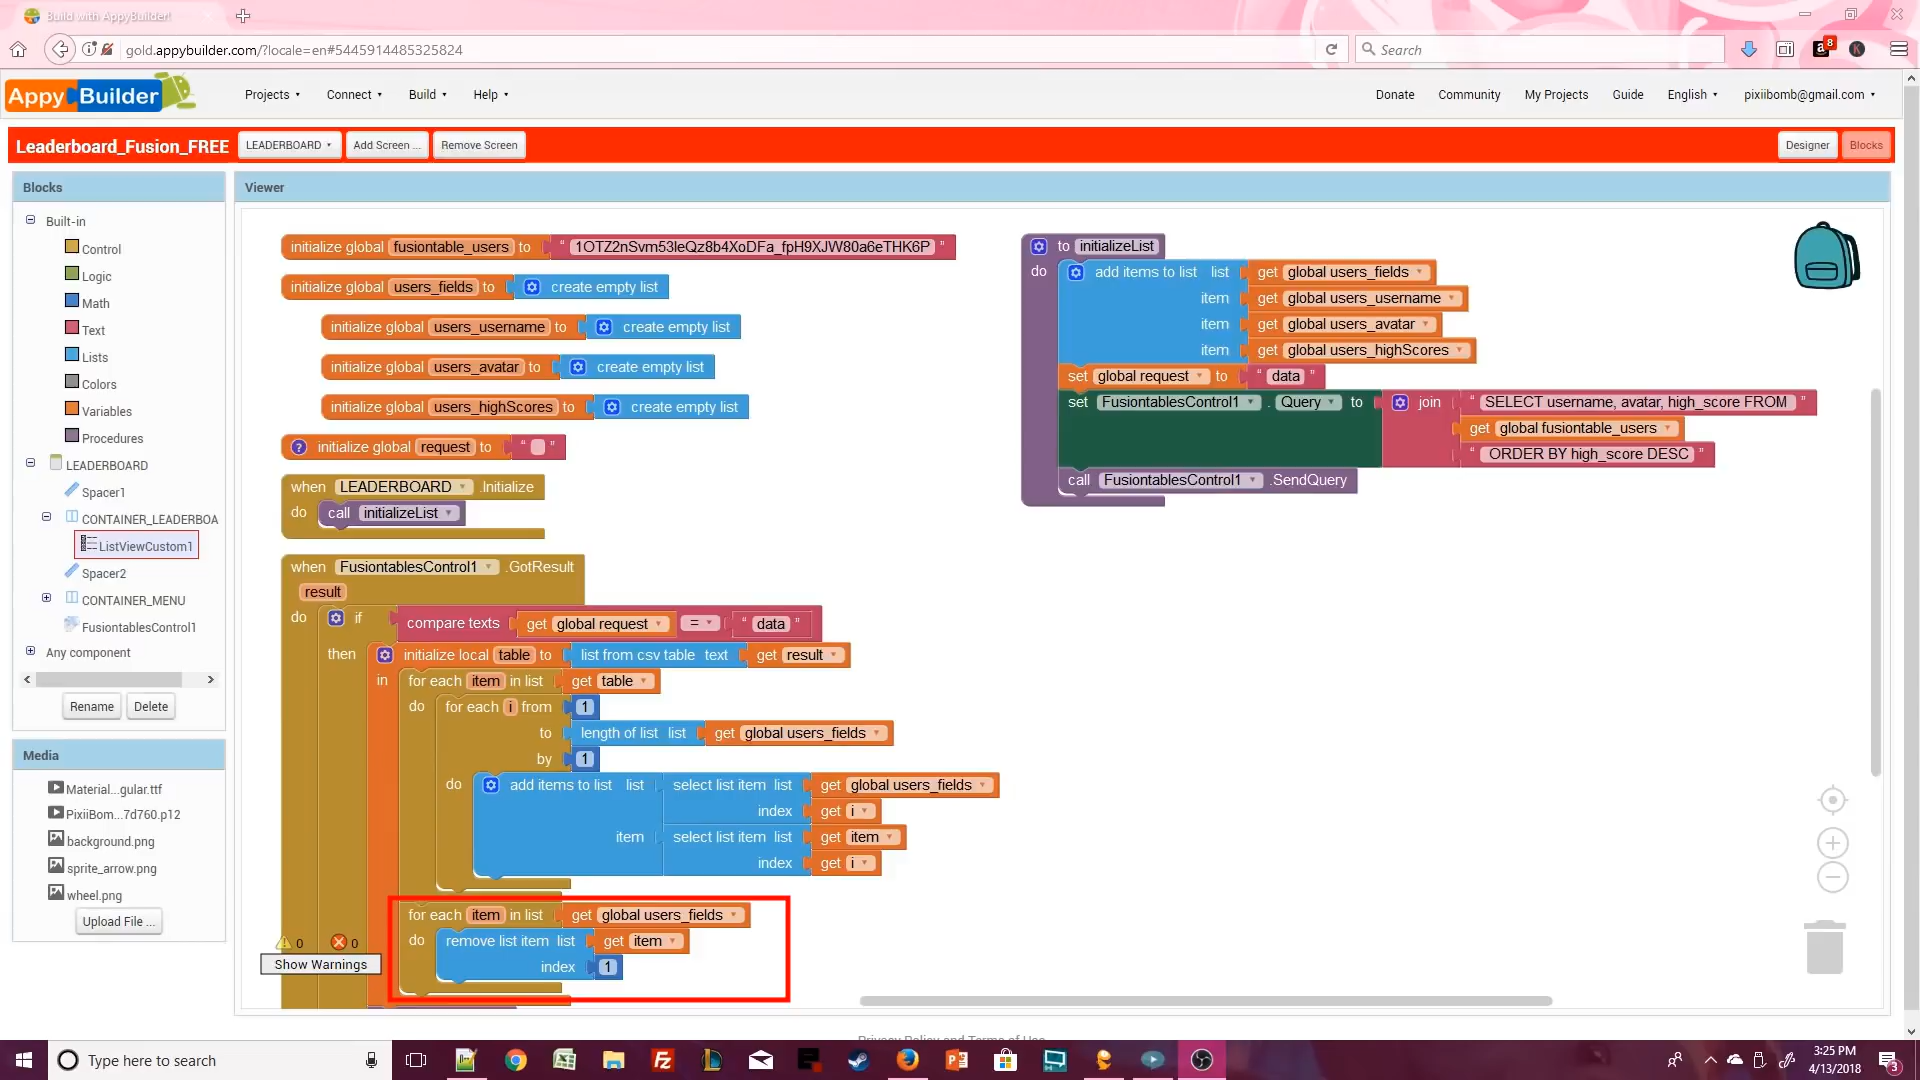 Build with AppyBuilder!
gold.appybuilder.com/?locale=en#5445914485325824
Search
8
K
Appy Builder
Projects
Connect
Build
Help
Donate
Community
My Projects
Guide
English
pixiibomb@gmail.com
Leaderboard_Fusion_FREE
LEADERBOARD
Add Screen ...
Remove Screen
Designer
Blocks
Blocks
Built-in
Control
Logic
Math
Text
Lists
Colors
Variables
Procedures
LEADERBOARD
Spacer1
CONTAINER_LEADERBOA
ListViewCustom1
Spacer2
CONTAINER_MENU
FusiontablesControl1
Any component
Rename
Delete
Media
Material...gular.ttf
PixiiBom...7d760.p12
background.png
sprite_arrow.png
wheel.png
Upload File ...
Viewer
initialize global fusiontable_users to " 1OTZ2nSvm53leQz8b4XoDFa_fpH9XJW80a6eTHK6P "
initialize global users_fields to create empty list
initialize global users_username to create empty list
initialize global users_avatar to create empty list
initialize global users_highScores to create empty list
? initialize global request to " "
when LEADERBOARD .Initialize
do call initializeList
when FusiontablesControl1 .GotResult
result
do if compare texts get global request = " data "
then initialize local table to list from csv table text get result
in for each item in list get table
do for each i from 1
to length of list list get global users_fields
by 1
do add items to list list select list item list get global users_fields
index get i
item select list item list get item
index get i
for each item in list get global users_fields
do remove list item list get item
index 1
0 0
Show Warnings
to initializeList
do add items to list list get global users_fields
item get global users_username
item get global users_avatar
item get global users_highScores
set global request to " data "
set FusiontablesControl1 . Query to join " SELECT username, avatar, high_score FROM "
get global fusiontable_users
" ORDER BY high_score DESC "
call FusiontablesControl1 .SendQuery
Privacy Policy and Terms of Use
Type here to search
3:25 PM
4/13/2018
3